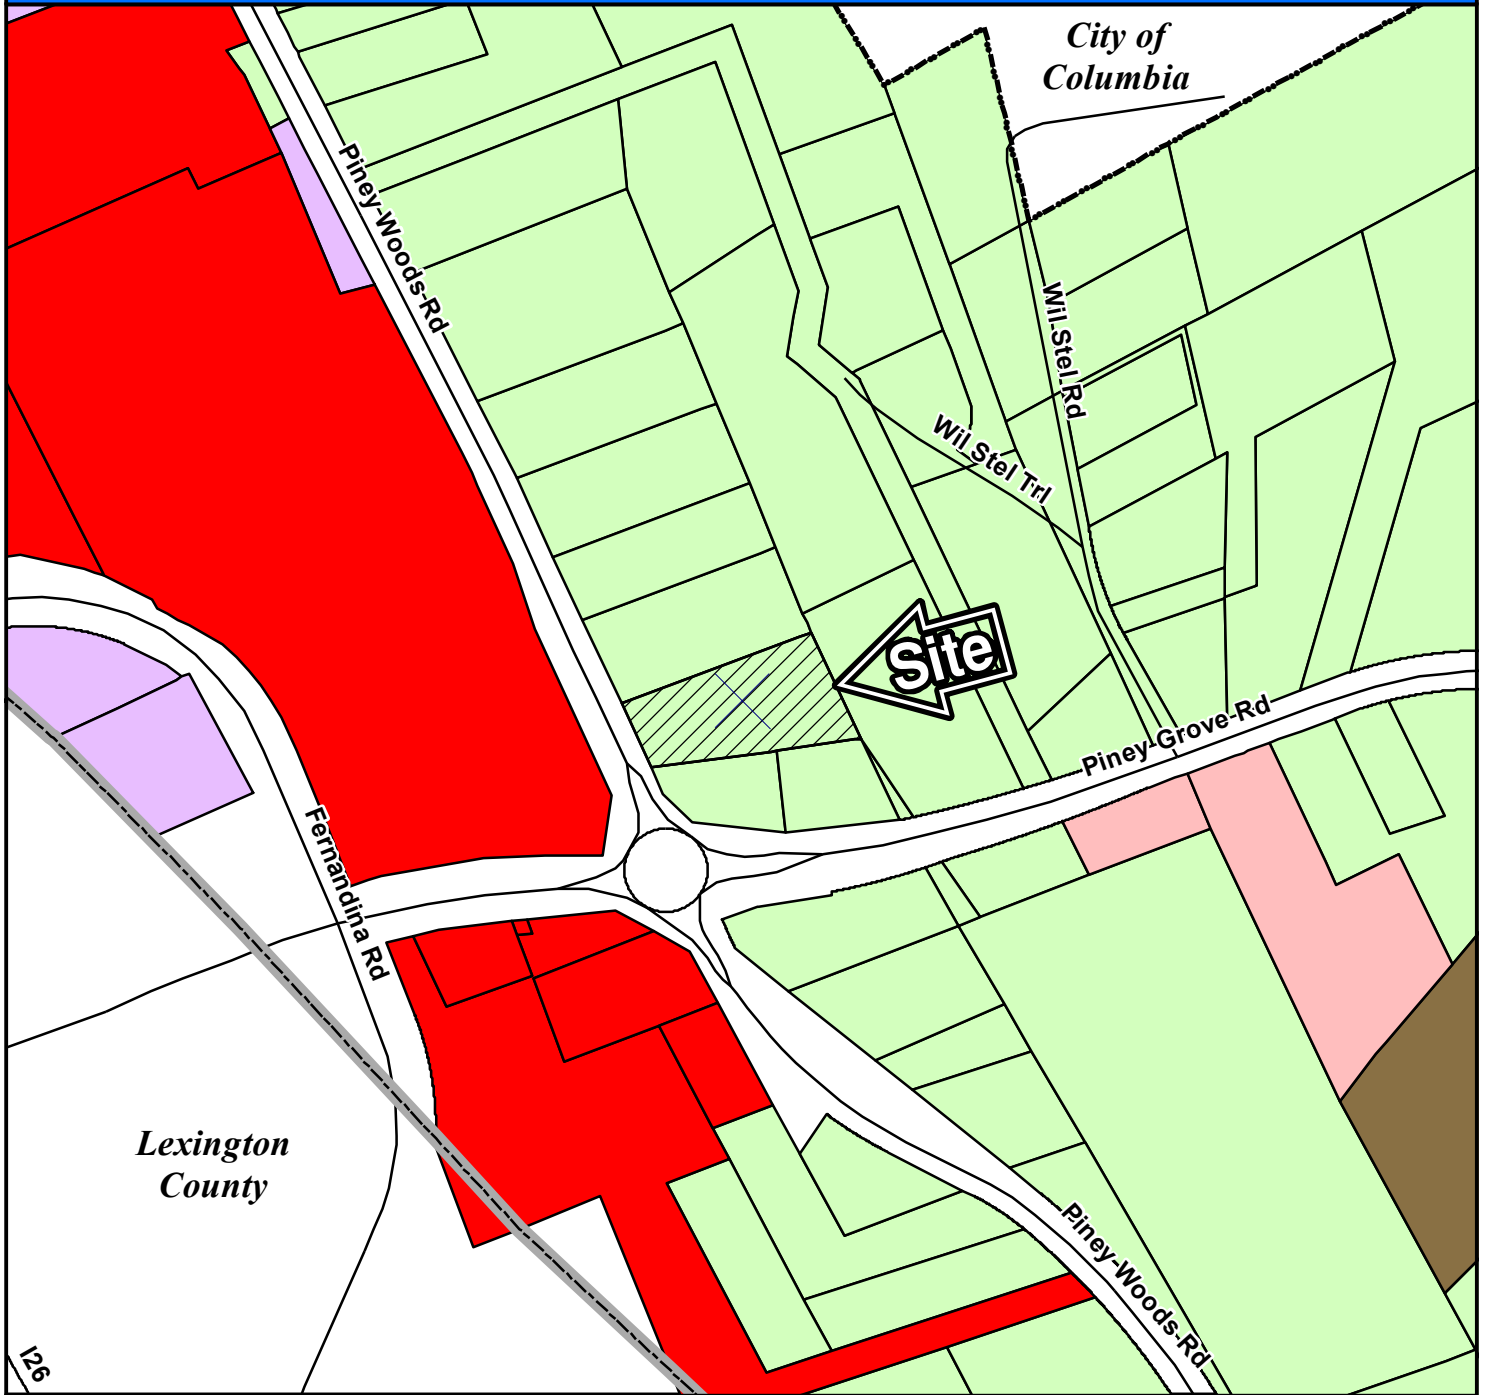 City of
Columbia
Piney Woods Rd
Wil Stel Rd
Wil Stel Trl
Site
Piney Grove Rd
Fernandina Rd
Lexington
County
Piney Woods Rd
I26